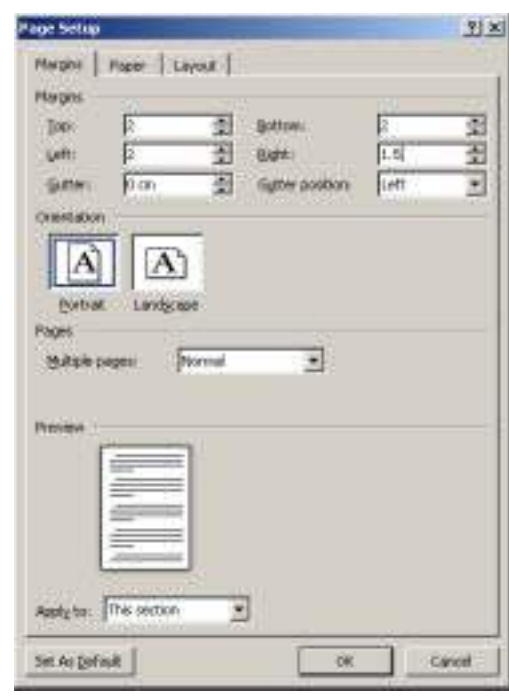 Page Setup
Margins Paper Layout
Margins
Top: 2 Bottom: 2
Left: 2 Right: 1.5
Gutter: 0 cm Gutter position: Left
Orientation
A A
Portrait Landscape
Pages
Multiple pages: Normal
Preview
Apply to: This section
Set As Default OK Cancel